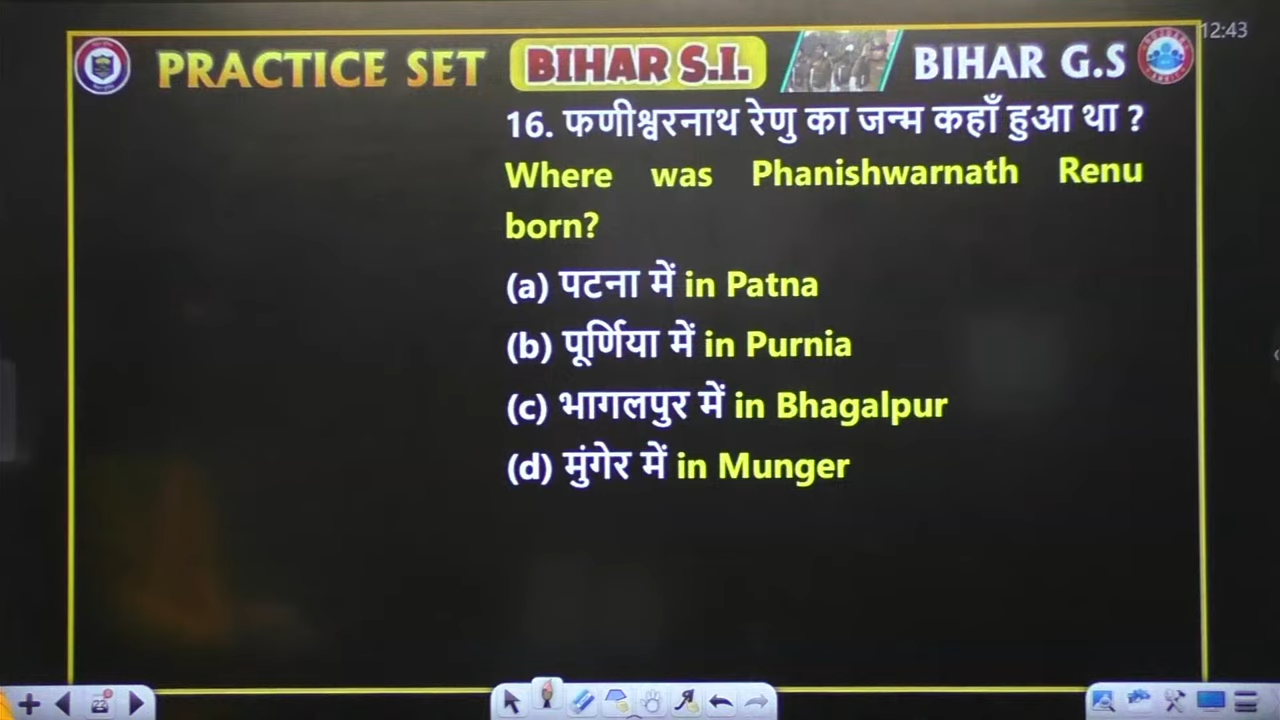 12:43
PRACTICE SET BIHAR S.I. BIHAR G.S
16. फणीश्वरनाथ रेणु का जन्म कहाँ हुआ था ?
Where was Phanishwarnath Renu
born?
(a) पटना में in Patna
(b) पूर्णिया में in Purnia
(c) भागलपुर में in Bhagalpur
(d) मुंगेर में in Munger
22